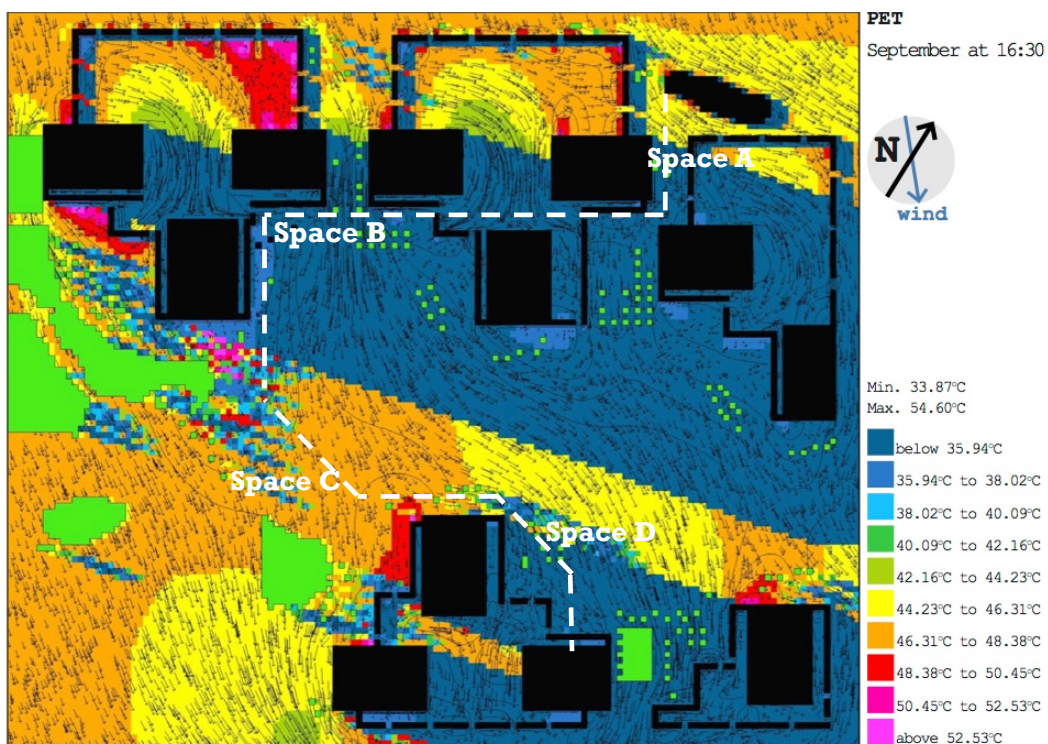 PET
September at 16:30
N
wind
Space A
Space B
Space C
Space D
Min. 33.87°C
Max. 54.60°C
below 35.94°C
35.94°C to 38.02°C
38.02°C to 40.09°C
40.09°C to 42.16°C
42.16°C to 44.23°C
44.23°C to 46.31°C
46.31°C to 48.38°C
48.38°C to 50.45°C
50.45°C to 52.53°C
above 52.53°C